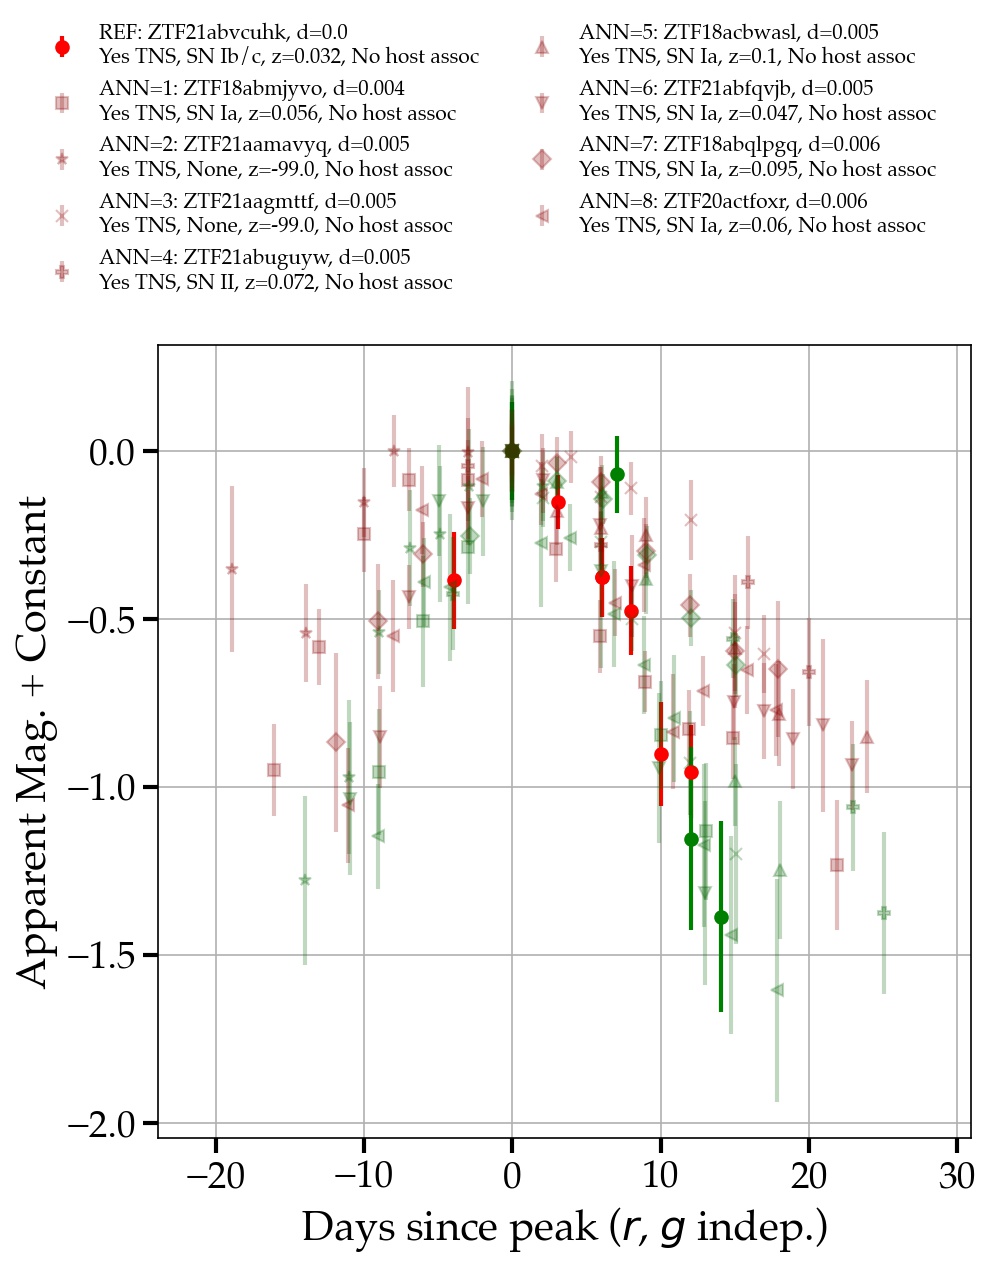 REF: ZTF21abvcuhk, d=0.0
Yes TNS, SN Ib/c, z=0.032, No host assoc
ANN=1: ZTF18abmjyvo, d=0.004
Yes TNS, SN Ia, z=0.056, No host assoc
ANN=2: ZTF21aamavyq, d=0.005
Yes TNS, None, z=-99.0, No host assoc
ANN=3: ZTF21aagmttf, d=0.005
Yes TNS, None, z=-99.0, No host assoc
ANN=4: ZTF21abuguyw, d=0.005
Yes TNS, SN II, z=0.072, No host assoc
ANN=5: ZTF18acbwasl, d=0.005
Yes TNS, SN Ia, z=0.1, No host assoc
ANN=6: ZTF21abfqvjb, d=0.005
Yes TNS, SN Ia, z=0.047, No host assoc
ANN=7: ZTF18abqlpgq, d=0.006
Yes TNS, SN Ia, z=0.095, No host assoc
ANN=8: ZTF20actfoxr, d=0.006
Yes TNS, SN Ia, z=0.06, No host assoc
Apparent Mag. + Constant
0.0
−0.5
−1.0
−1.5
−2.0
−20
−10
0
10
20
30
Days since peak (r, g indep.)